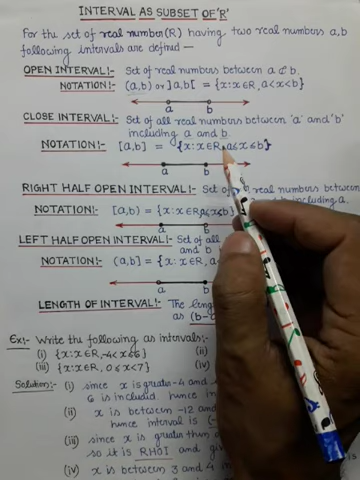 INTERVAL AS SUBSET OF 'R'
For the set of real number(R) having two real numbers a,b
following intervals are defined —
OPEN INTERVAL:- Set of real numbers between a & b.
NOTATION:- (a,b) or ]a,b[ = {x:x∈R,a<x<b}
a b
CLOSE INTERVAL:- Set of all real numbers between 'a' and 'b'
including a and b.
NOTATION:- [a,b] = {x:x∈R,a≤x≤b}
a b
RIGHT HALF OPEN INTERVAL:- Set real numbers between
including a.
NOTATION:- [a,b) = {x:x∈R,
a b
LEFT HALF OPEN INTERVAL:- Set of all
and b
NOTATION:- (a,b] = {x: x∈R, a
a b
LENGTH OF INTERVAL:- The
as (b-
Ex:- Write the following as intervals:-
(i) {x:x∈R,-4<x≤6} (ii)
(iii) {x:x∈R, 0≤x<7} (iv)
Solution:- (i) since x is greater -4 and
6 is included hence in
(ii) x is between -12 and
hence interval is (-
(iii) since x is greater than
so it is RHOI
(iv) x is between 3 and 4